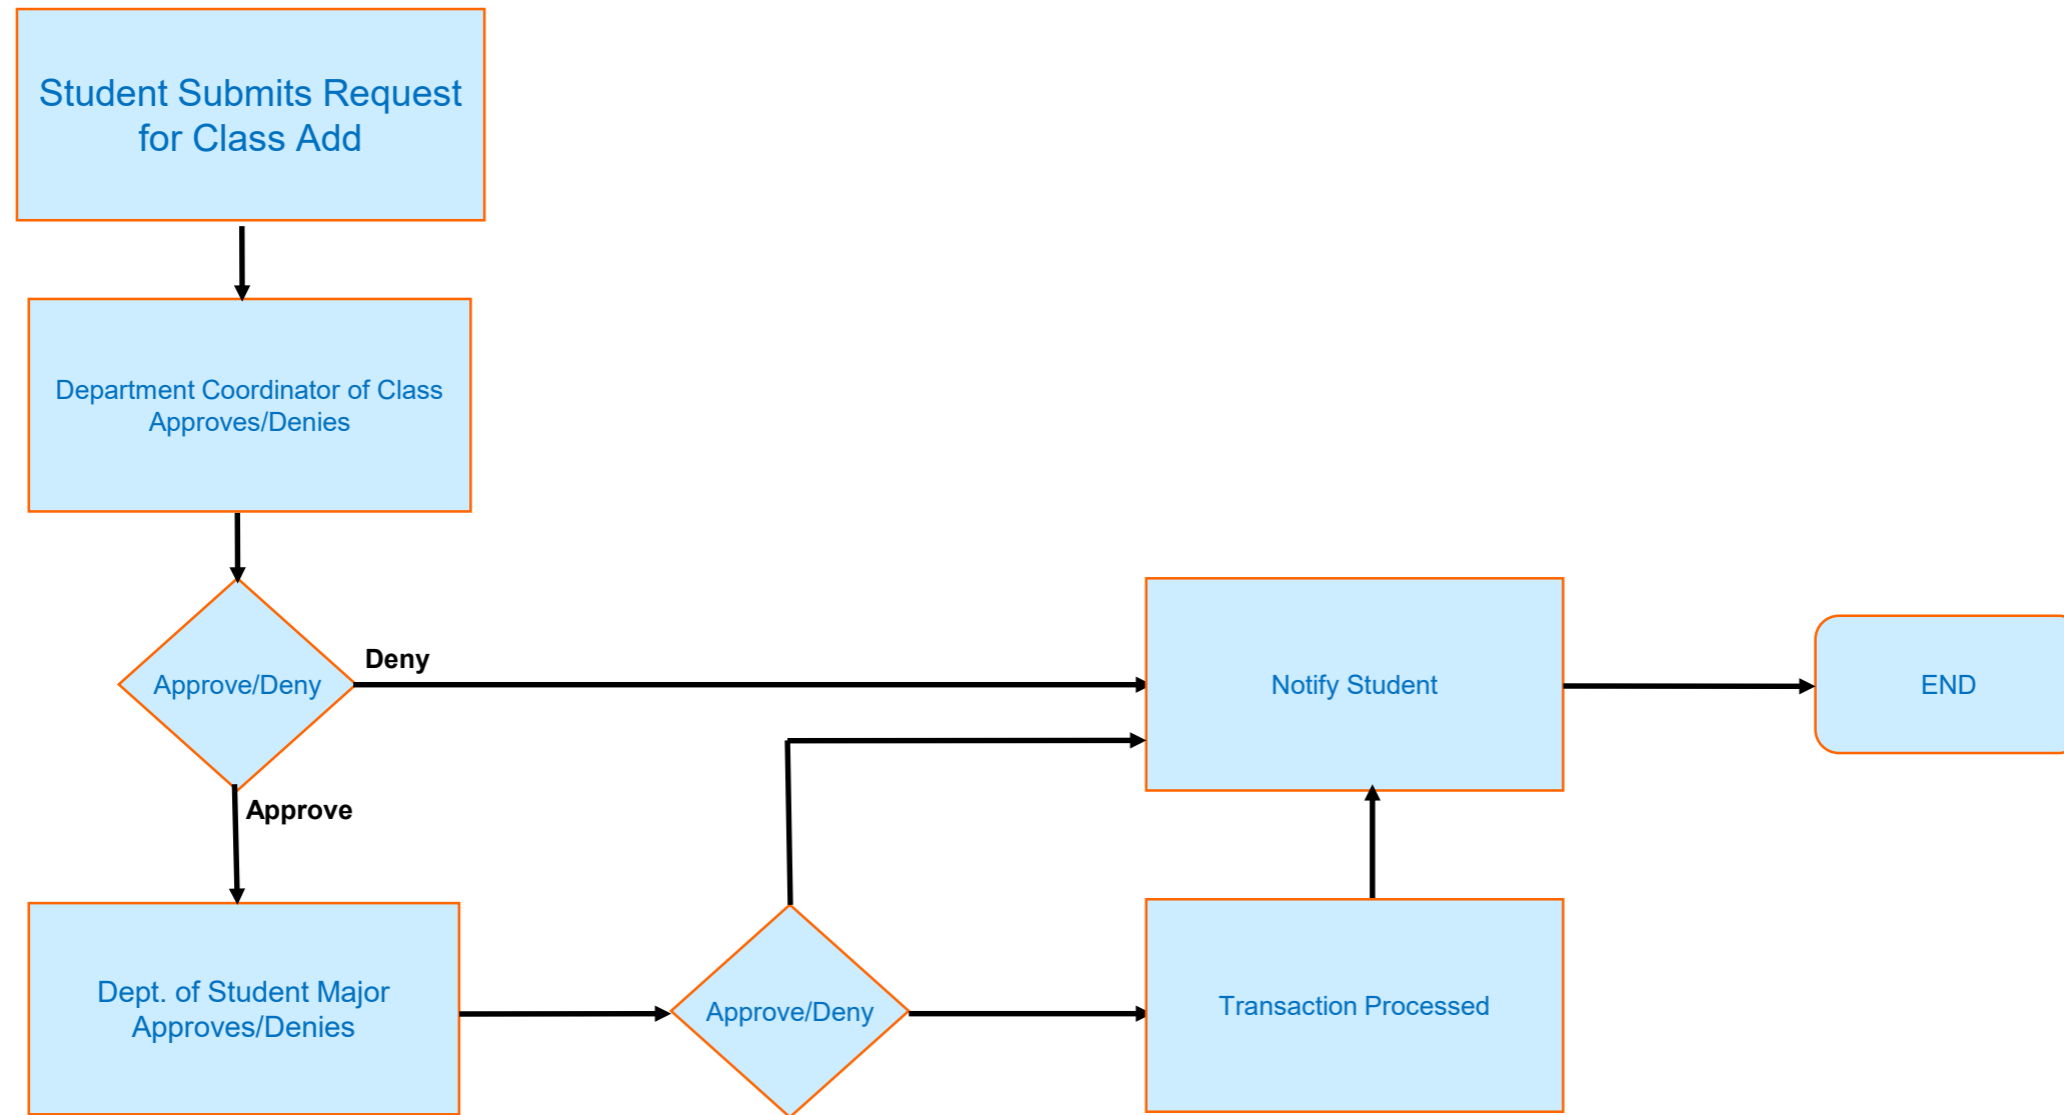 Student Submits Request
for Class Add
Department Coordinator of Class
Approves/Denies
Approve/Deny
Deny
Notify Student
END
Approve
Dept. of Student Major
Approves/Denies
Approve/Deny
Transaction Processed